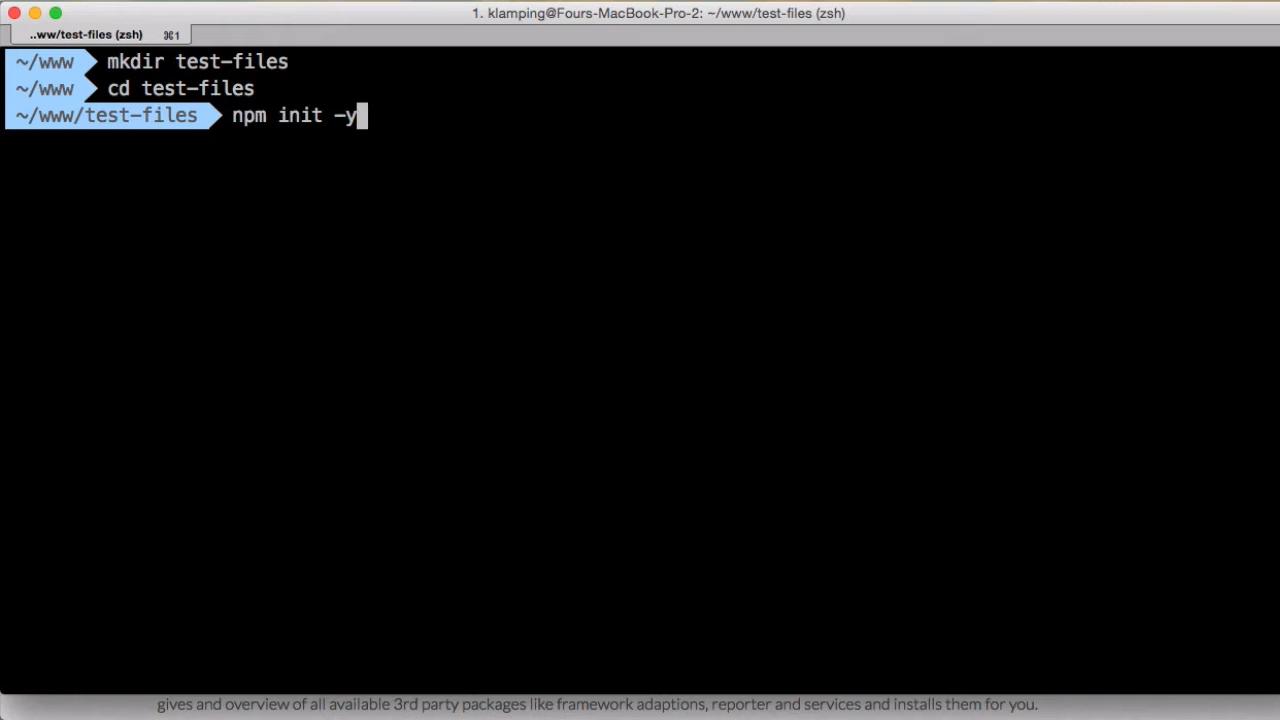 1. klamping@Fours-MacBook-Pro-2: ~/www/test-files (zsh)
..ww/test-files (zsh) ⌘1
~/www mkdir test-files
~/www cd test-files
~/www/test-files npm init -y
gives and overview of all available 3rd party packages like framework adaptions, reporter and services and installs them for you.